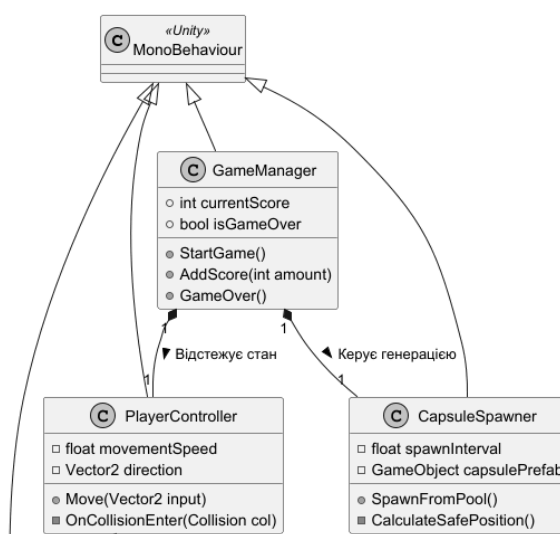 C
«Unity»
MonoBehaviour
C GameManager
int currentScore
bool isGameOver
StartGame()
AddScore(int amount)
GameOver()
1
1
Відстежує стан
Керує генерацією
1
1
C PlayerController
float movementSpeed
Vector2 direction
Move(Vector2 input)
OnCollisionEnter(Collision col)
C CapsuleSpawner
float spawnInterval
GameObject capsulePrefab
SpawnFromPool()
CalculateSafePosition()